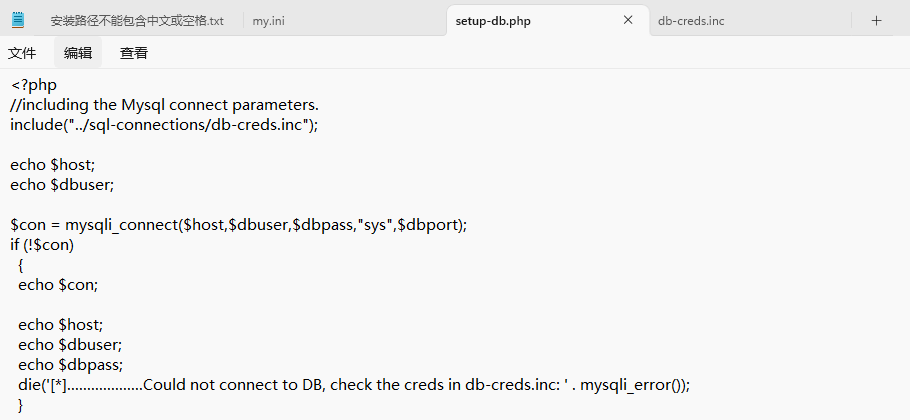 安装路径不能包含中文或空格.txt my.ini setup-db.php × db-creds.inc +
文件 编辑 查看
<?php
//including the Mysql connect parameters.
include("../sql-connections/db-creds.inc");
echo $host;
echo $dbuser;
$con = mysqli_connect($host,$dbuser,$dbpass,"sys",$dbport);
if (!$con)
{
echo $con;
echo $host;
echo $dbuser;
echo $dbpass;
die('[*]...................Could not connect to DB, check the creds in db-creds.inc: ' . mysqli_error());
}